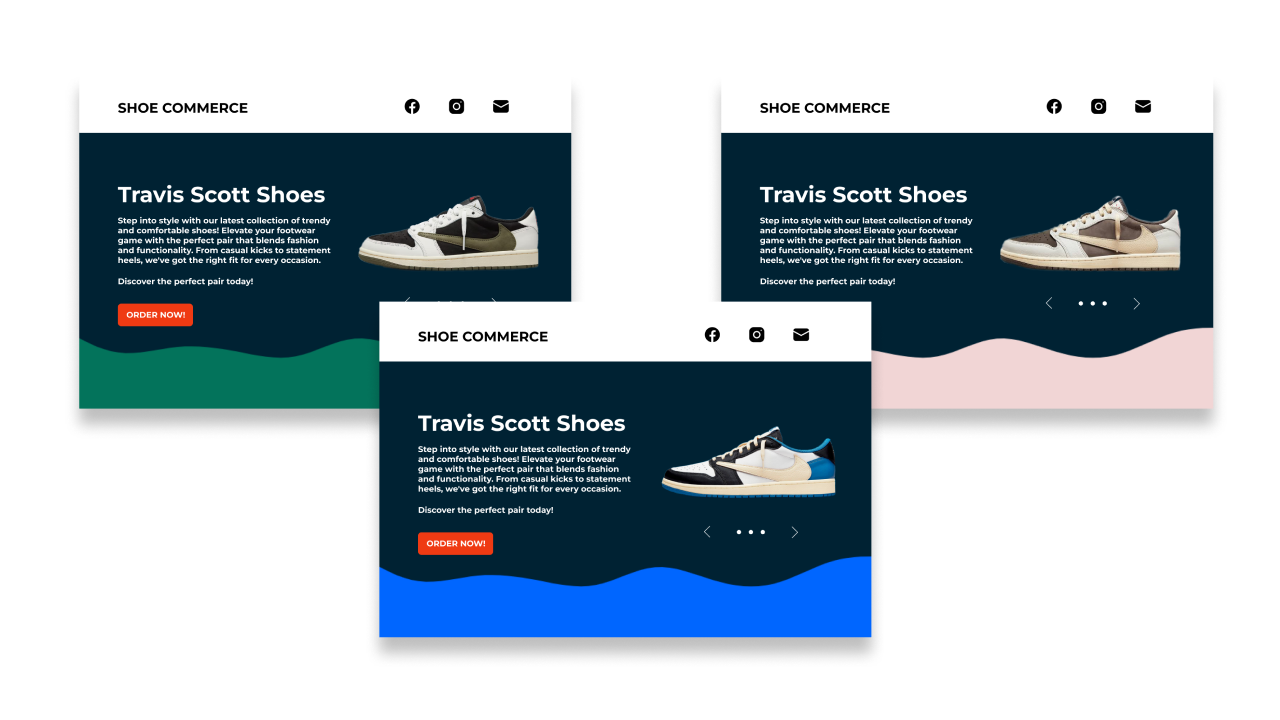 SHOE COMMERCE
Travis Scott Shoes
Step into style with our latest collection of trendy
and comfortable shoes! Elevate your footwear
game with the perfect pair that blends fashion
and functionality. From casual kicks to statement
heels, we've got the right fit for every occasion.
Discover the perfect pair today!
ORDER NOW!
SHOE COMMERCE
Travis Scott Shoes
Step into style with our latest collection of trendy
and comfortable shoes! Elevate your footwear
game with the perfect pair that blends fashion
and functionality. From casual kicks to statement
heels, we've got the right fit for every occasion.
Discover the perfect pair today!
SHOE COMMERCE
Travis Scott Shoes
Step into style with our latest collection of trendy
and comfortable shoes! Elevate your footwear
game with the perfect pair that blends fashion
and functionality. From casual kicks to statement
heels, we've got the right fit for every occasion.
Discover the perfect pair today!
ORDER NOW!